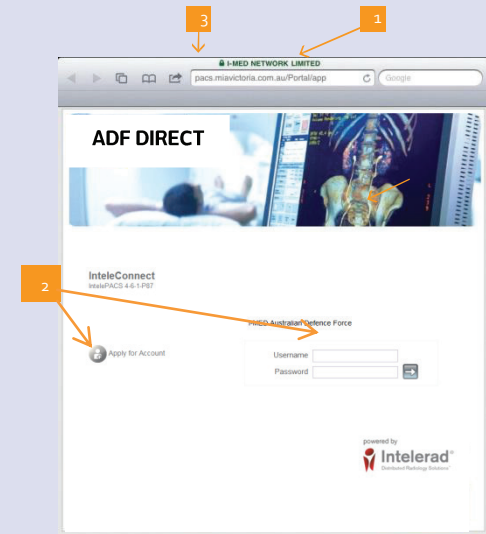 3
1
I-MED NETWORK LIMITED
pacs.miavictoria.com.au/Portal/app
Google
ADF DIRECT
InteleConnect
IntelePACS 4-6-1-P87
2
I-MED Australian Defence Force
Apply for Account
Username
Password
powered by
Intelerad
Distributed Radiology Solutions